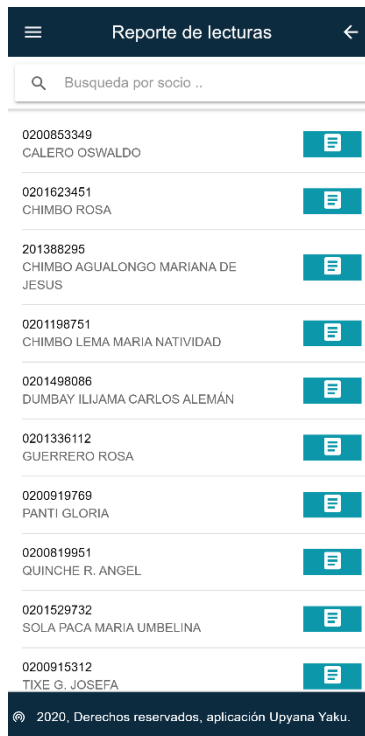 Reporte de lecturas
Busqueda por socio ..
0200853349
CALERO OSWALDO
0201623451
CHIMBO ROSA
201388295
CHIMBO AGUALONGO MARIANA DE
JESUS
0201198751
CHIMBO LEMA MARIA NATIVIDAD
0201498086
DUMBAY ILIJAMA CARLOS ALEMÁN
0201336112
GUERRERO ROSA
0200919769
PANTI GLORIA
0200819951
QUINCHE R. ANGEL
0201529732
SOLA PACA MARIA UMBELINA
0200915312
TIXE G. JOSEFA
2020, Derechos reservados, aplicación Upyana Yaku.